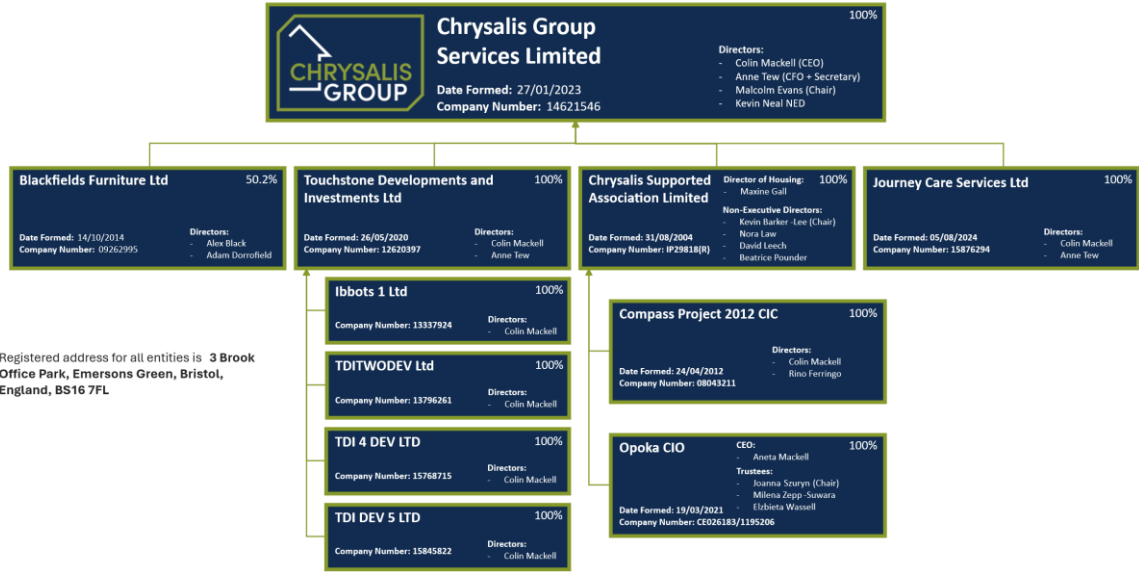 CHRYSALIS
GROUP
Chrysalis Group
Services Limited
Date Formed: 27/01/2023
Company Number: 14621546
100%
Directors:
- Colin Mackell (CEO)
- Anne Tew (CFO + Secretary)
- Malcolm Evans (Chair)
- Kevin Neal NED
Blackfields Furniture Ltd
50.2%
Date Formed: 14/10/2014
Company Number: 09262995
Directors:
- Alex Black
- Adam Dorrofield
Touchstone Developments and
Investments Ltd
100%
Date Formed: 26/05/2020
Company Number: 12620397
Directors:
- Colin Mackell
- Anne Tew
Chrysalis Supported
Association Limited
100%
Date Formed: 31/08/2004
Company Number: IP29818(R)
Director of Housing:
- Maxine Gall
Non-Executive Directors:
- Kevin Barker -Lee (Chair)
- Nora Law
- David Leech
- Beatrice Pounder
Journey Care Services Ltd
100%
Date Formed: 05/08/2024
Company Number: 15876294
Directors:
- Colin Mackell
- Anne Tew
Ibbots 1 Ltd
100%
Company Number: 13337924
Directors:
- Colin Mackell
TDITWODEV Ltd
100%
Company Number: 13796261
Directors:
- Colin Mackell
TDI 4 DEV LTD
100%
Company Number: 15768715
Directors:
- Colin Mackell
TDI DEV 5 LTD
100%
Company Number: 15845822
Directors:
- Colin Mackell
Compass Project 2012 CIC
100%
Date Formed: 24/04/2012
Company Number: 08043211
Directors:
- Colin Mackell
- Rino Ferringo
Opoka CIO
100%
Date Formed: 19/03/2021
Company Number: CE026183/1195206
CEO:
- Aneta Mackell
Trustees:
- Joanna Szuryn (Chair)
- Milena Zepp -Suwara
- Elzbieta Wassell
Registered address for all entities is 3 Brook
Office Park, Emersons Green, Bristol,
England, BS16 7FL